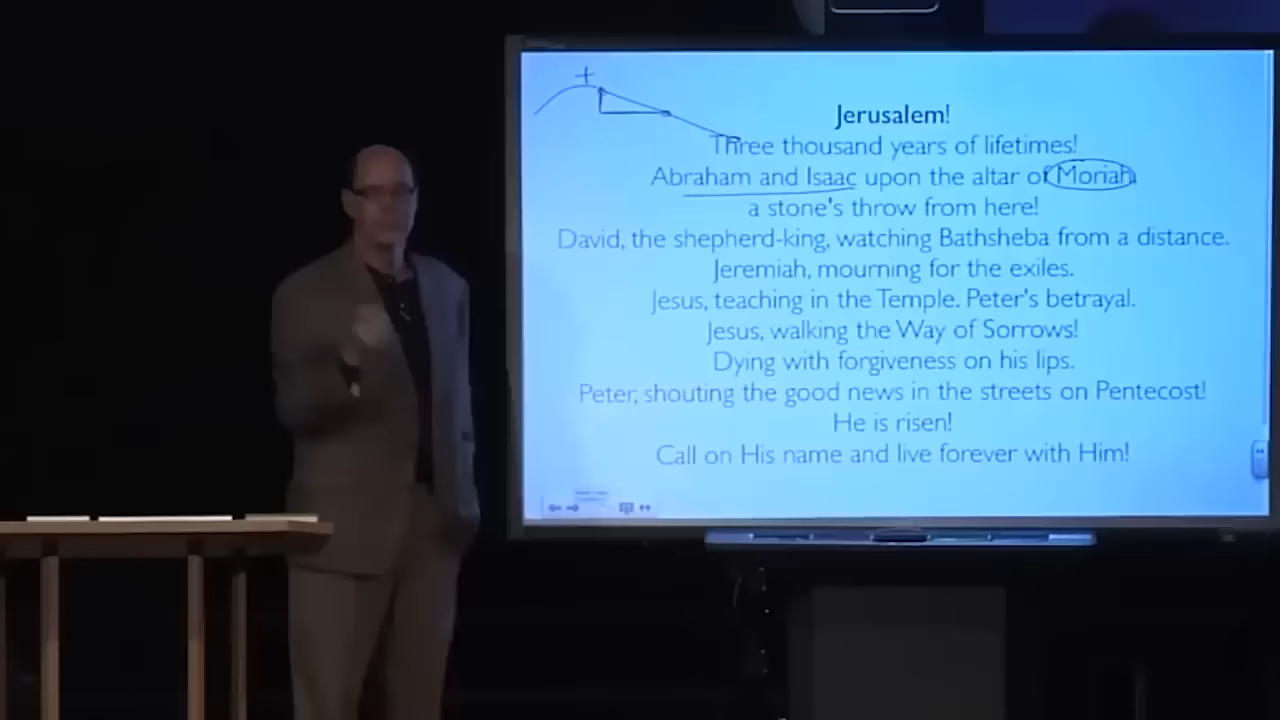 Jerusalem!
Three thousand years of lifetimes!
Abraham and Isaac upon the altar of Moriah,
a stone's throw from here!
David, the shepherd-king, watching Bathsheba from a distance.
Jeremiah, mourning for the exiles.
Jesus, teaching in the Temple. Peter's betrayal.
Jesus, walking the Way of Sorrows!
Dying with forgiveness on his lips.
Peter, shouting the good news in the streets on Pentecost!
He is risen!
Call on His name and live forever with Him!